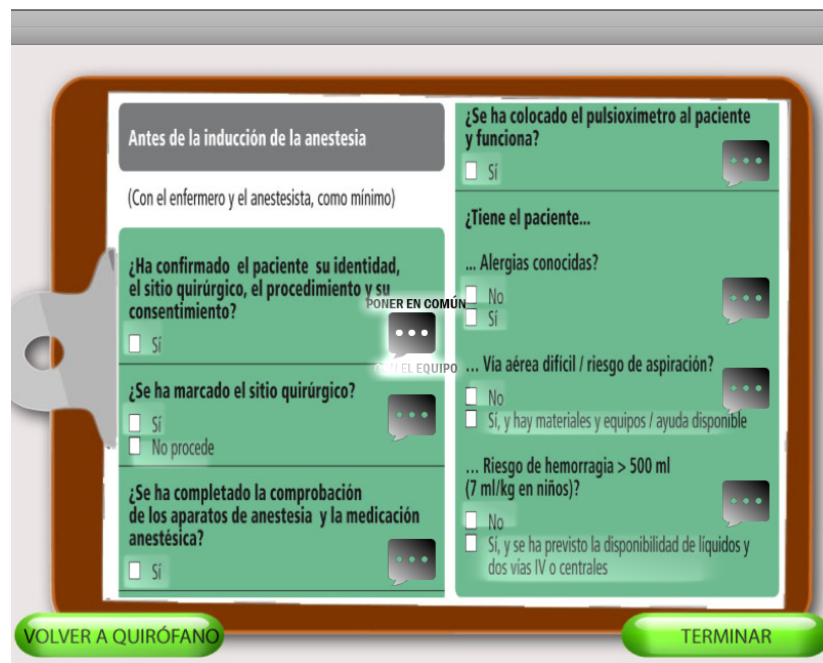 Antes de la inducción de la anestesia
(Con el enfermero y el anestesista, como mínimo)
¿Ha confirmado el paciente su identidad,
el sitio quirúrgico, el procedimiento y su
consentimiento?
Sí
PONER EN COMÚN
CON EL EQUIPO
¿Se ha marcado el sitio quirúrgico?
Sí
No procede
¿Se ha completado la comprobación
de los aparatos de anestesia y la medicación
anestésica?
Sí
¿Se ha colocado el pulsioxímetro al paciente
y funciona?
Sí
¿Tiene el paciente...
... Alergias conocidas?
No
Sí
... Vía aérea difícil / riesgo de aspiración?
No
Sí, y hay materiales y equipos / ayuda disponible
... Riesgo de hemorragia > 500 ml
(7 ml/kg en niños)?
No
Sí, y se ha previsto la disponibilidad de líquidos y
dos vías IV o centrales
VOLVER A QUIRÓFANO
TERMINAR